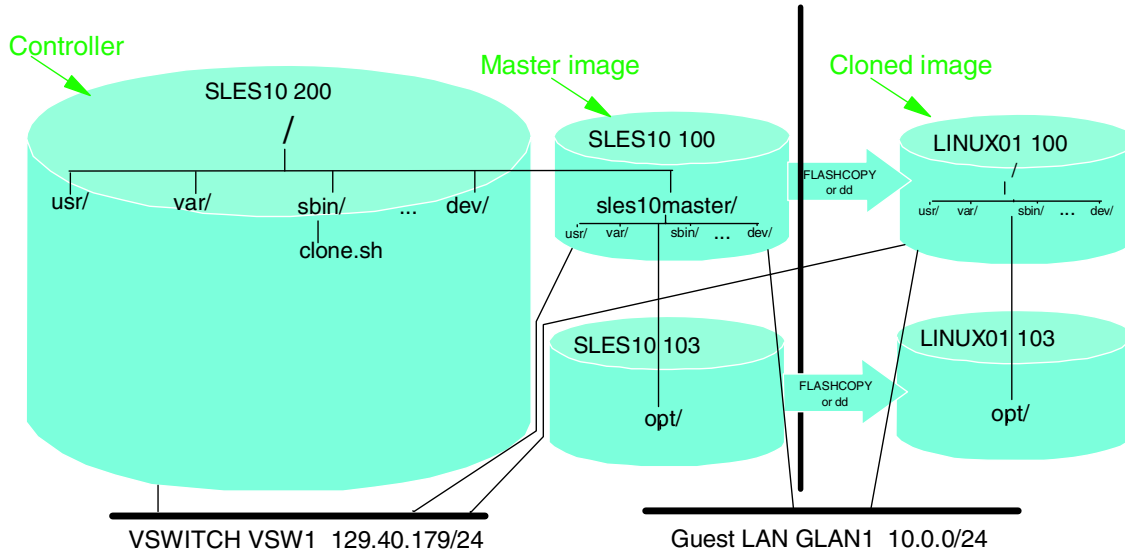 Controller
Master image
Cloned image
SLES10 200
/
usr/ var/ sbin/ ... dev/
clone.sh
SLES10 100
sles10master/
usr/ var/ sbin/ ... dev/
FLASHCOPY
or dd
LINUX01 100
/
usr/ var/ sbin/ ... dev/
SLES10 103
opt/
FLASHCOPY
or dd
LINUX01 103
opt/
VSWITCH VSW1 129.40.179/24
Guest LAN GLAN1 10.0.0/24